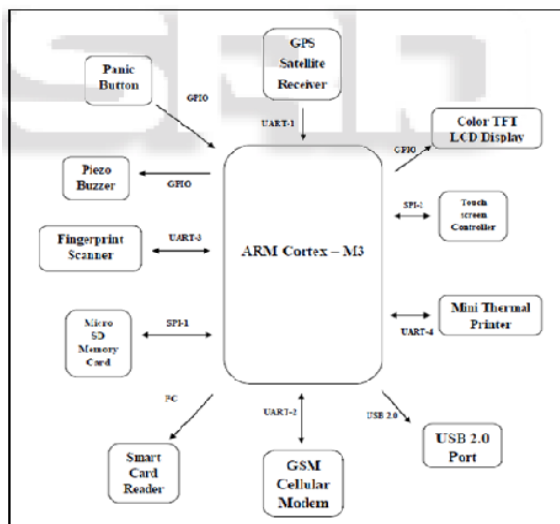 GPS
Satellite
Receiver
Panic
Button
GPIO
UART-1
Color TFT
LCD Display
GPIO
Piezo
Buzzer
GPIO
SPI-1
Touch
screen
Controller
ARM Cortex – M3
Fingerprint
Scanner
UART-3
Micro
SD
Memory
Card
SPI-1
Mini Thermal
Printer
UART-4
UART-2
USB 2.0
Smart
Card
Reader
GSM
Cellular
Modem
USB 2.0
Port